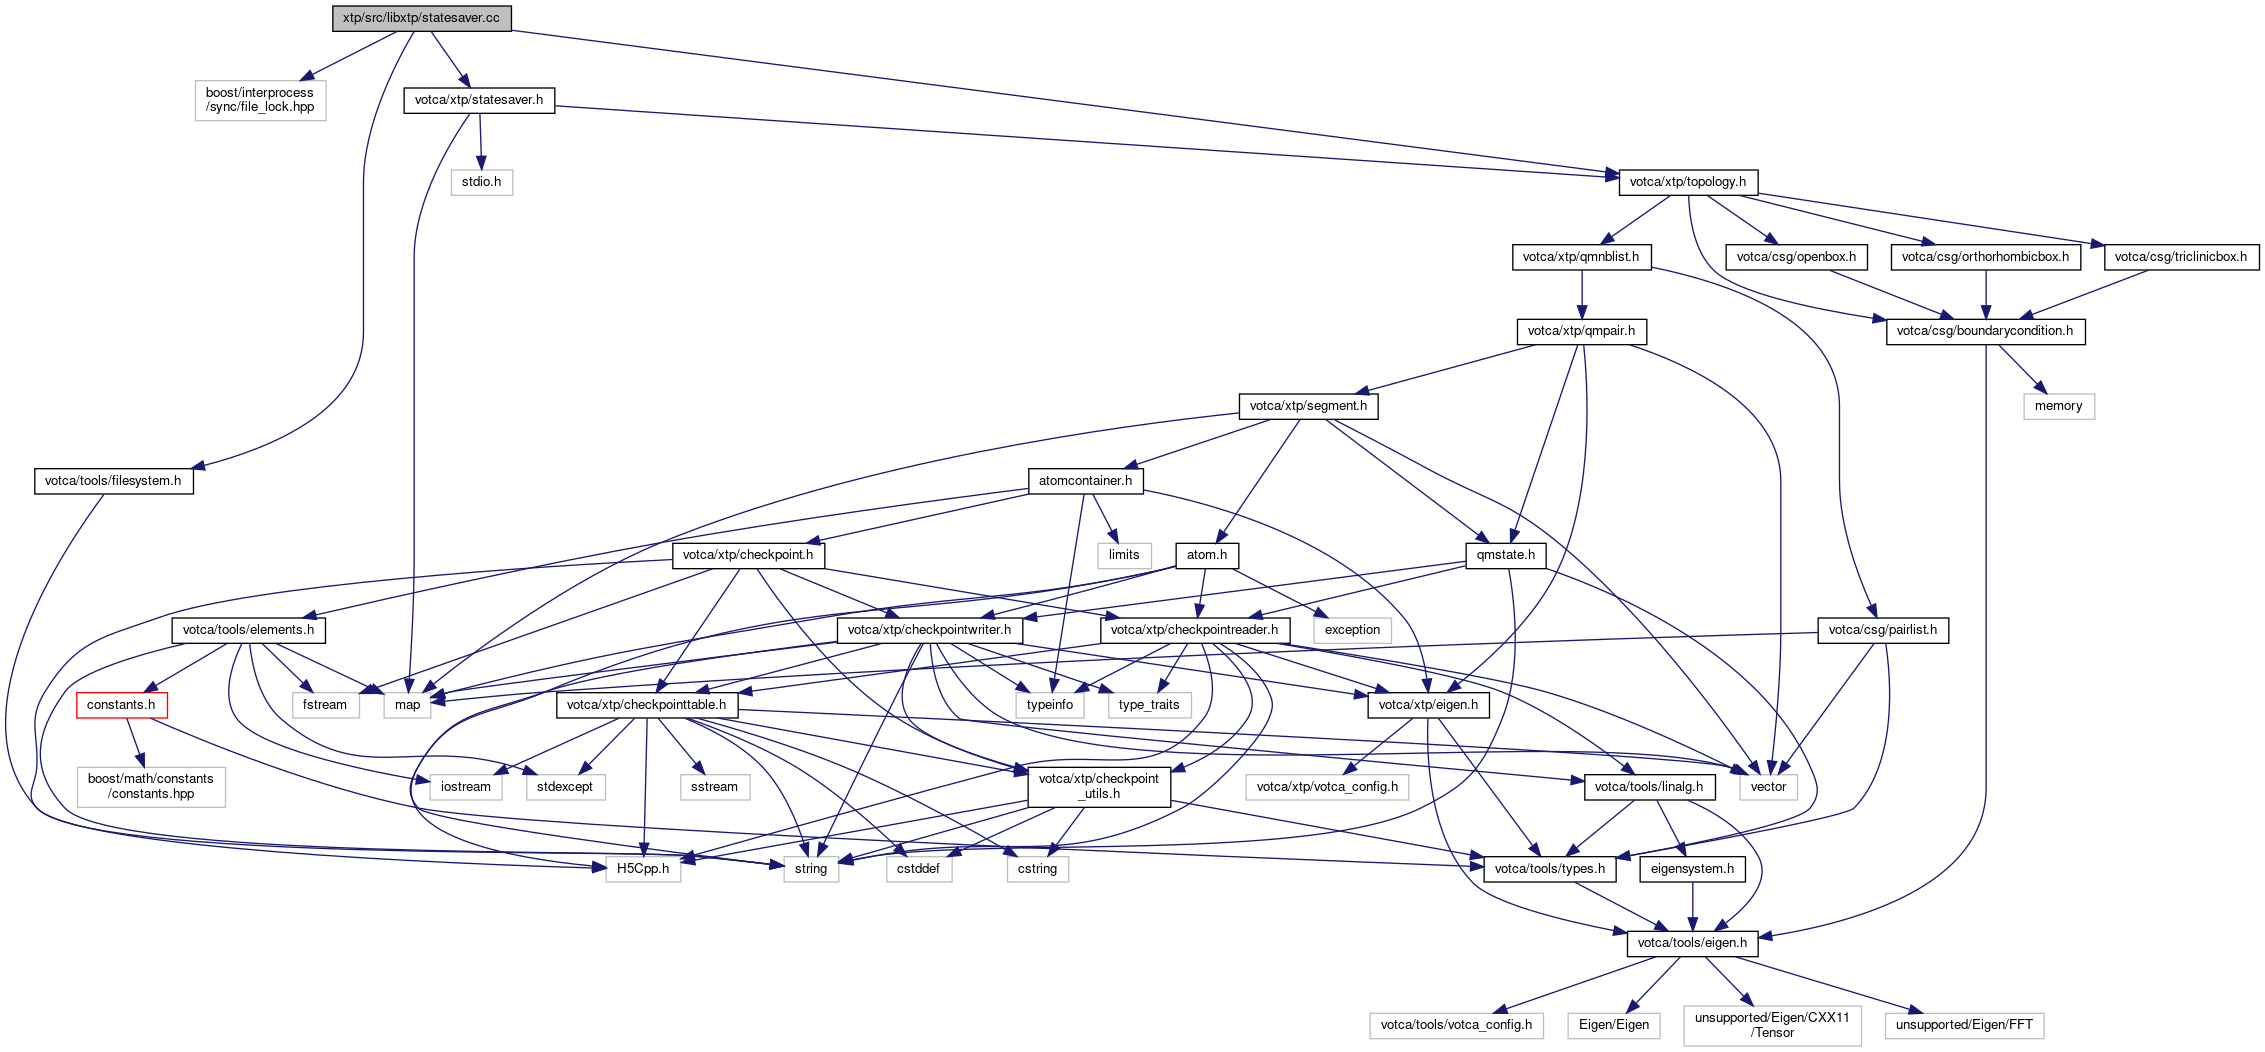 xtp/src/libxtp/statesaver.cc
boost/interprocess
/sync/file_lock.hpp
votca/xtp/statesaver.h
stdio.h
votca/xtp/topology.h
votca/xtp/qmnblist.h
votca/csg/openbox.h
votca/csg/orthorhombicbox.h
votca/csg/triclinicbox.h
votca/xtp/qmpair.h
votca/csg/boundarycondition.h
votca/xtp/segment.h
memory
votca/tools/filesystem.h
atomcontainer.h
votca/xtp/checkpoint.h
limits
atom.h
qmstate.h
votca/tools/elements.h
votca/xtp/checkpointwriter.h
votca/xtp/checkpointreader.h
exception
votca/csg/pairlist.h
constants.h
fstream
map
votca/xtp/checkpointtable.h
typeinfo
type_traits
votca/xtp/eigen.h
boost/math/constants
/constants.hpp
iostream
stdexcept
sstream
votca/xtp/checkpoint
_utils.h
votca/xtp/votca_config.h
votca/tools/linalg.h
vector
H5Cpp.h
string
cstddef
cstring
votca/tools/types.h
eigensystem.h
votca/tools/eigen.h
votca/tools/votca_config.h
Eigen/Eigen
unsupported/Eigen/CXX11
/Tensor
unsupported/Eigen/FFT